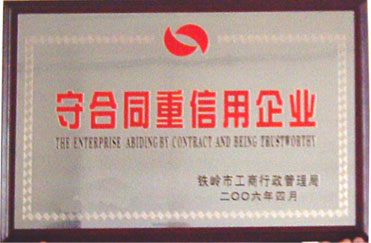 守合同重信用企业
THE ENTERPRISE ABIDING BY CONTRACT AND BEING TRUSTWORTHY
铁岭市工商行政管理局
二〇〇六年四月